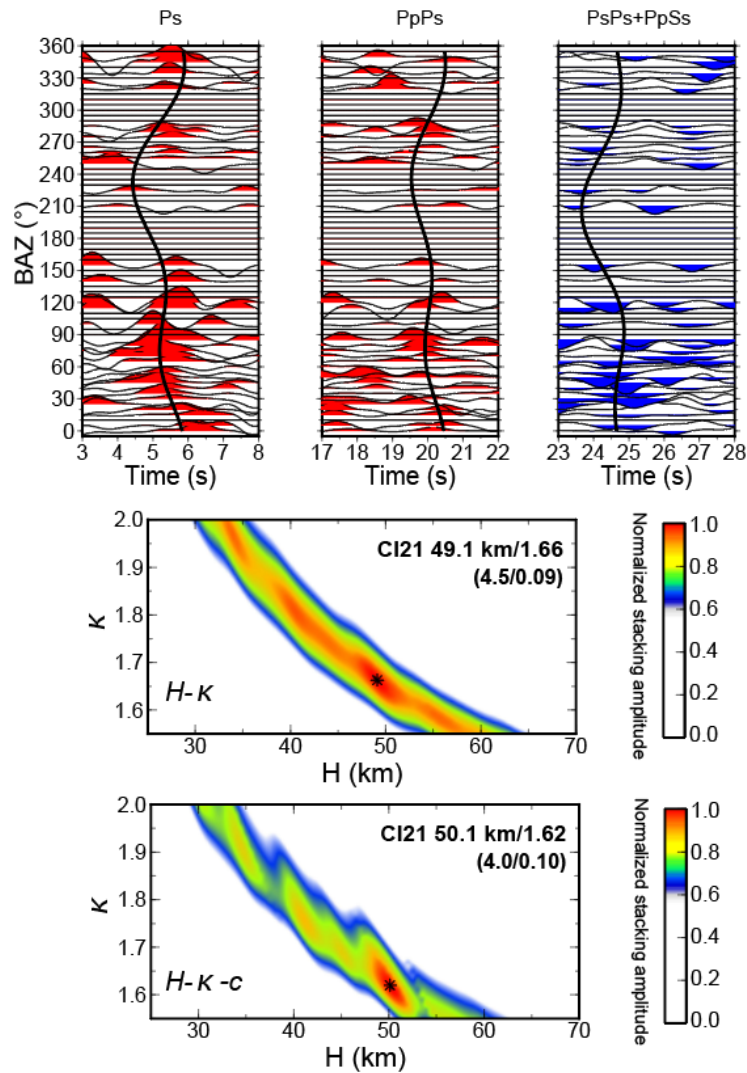 Ps PpPs PsPs+PpSs
BAZ (°)
360
330
300
270
240
210
180
150
120
90
60
30
0
3 4 5 6 7 8
17 18 19 20 21 22
23 24 25 26 27 28
Time (s) Time (s) Time (s)
2.0
1.9
1.8
1.7
1.6
κ
CI21 49.1 km/1.66
(4.5/0.09)
H-κ
30 40 50 60 70
H (km)
Normalized stacking amplitude
1.0
0.8
0.6
0.4
0.2
0.0
2.0
1.9
1.8
1.7
1.6
κ
CI21 50.1 km/1.62
(4.0/0.10)
H-κ-c
30 40 50 60 70
H (km)
Normalized stacking amplitude
1.0
0.8
0.6
0.4
0.2
0.0